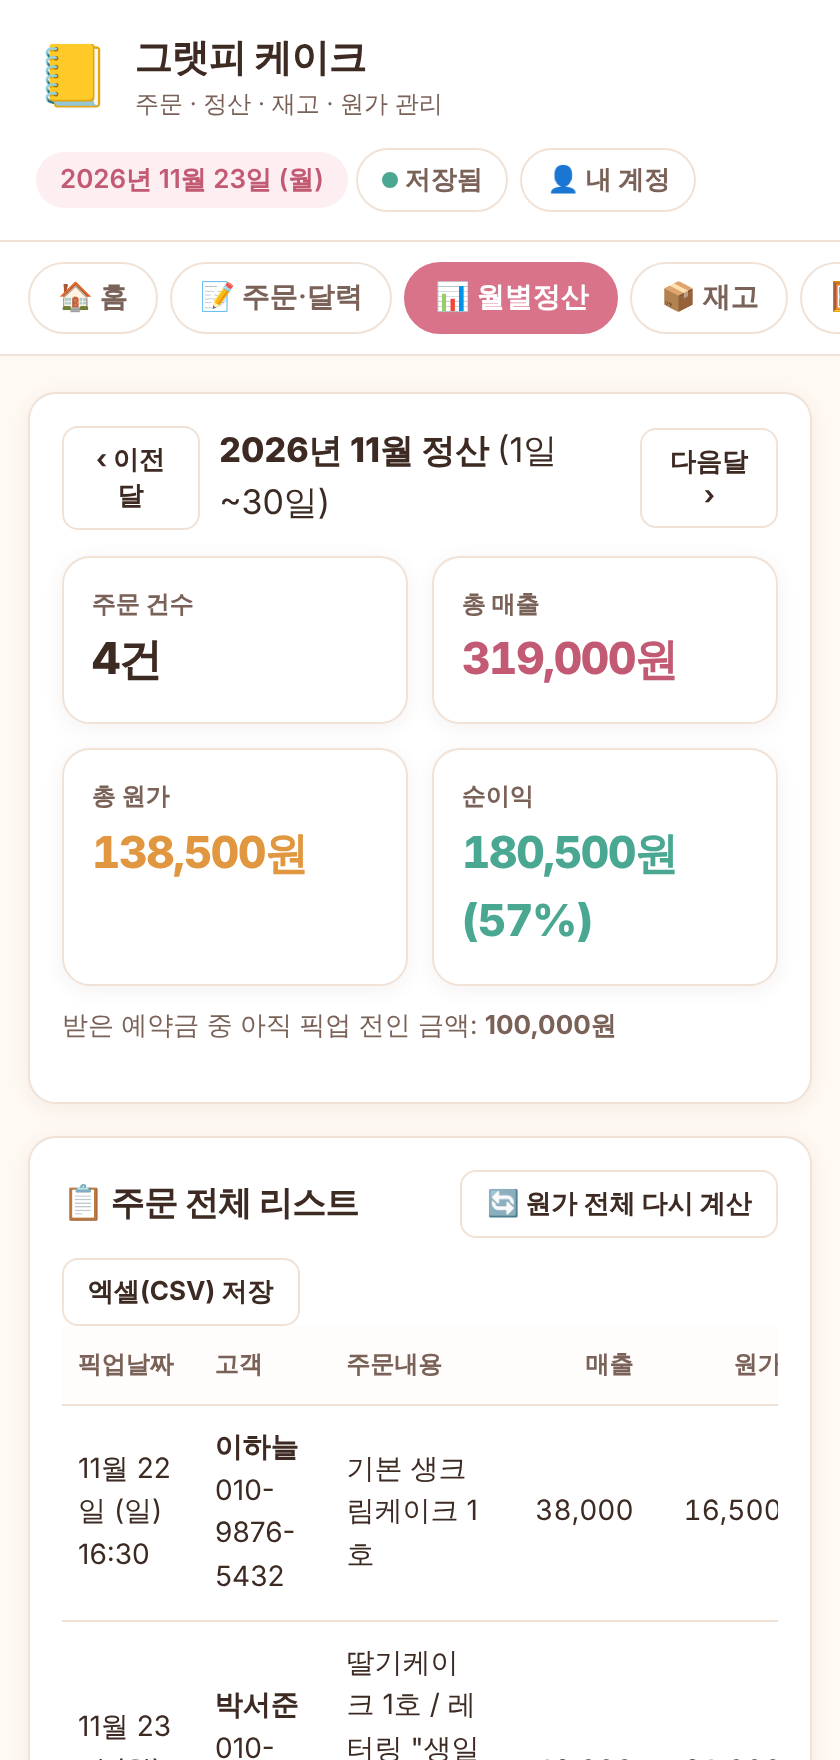 그랫피 케이크
주문 · 정산 · 재고 · 원가 관리
2026년 11월 23일 (월)
저장됨
내 계정
홈
주문·달력
월별정산
재고
‹ 이전
달
2026년 11월 정산 (1일
~30일)
다음달
›
주문 건수
4건
총 매출
319,000원
총 원가
138,500원
순이익
180,500원
(57%)
받은 예약금 중 아직 픽업 전인 금액: 100,000원
주문 전체 리스트
원가 전체 다시 계산
엑셀(CSV) 저장
픽업날짜 고객 주문내용 매출 원가
11월 22
일 (일)
16:30
이하늘
010-
9876-
5432
기본 생크
림케이크 1
호
38,000
16,500
11월 23
박서준
010-
딸기케이
크 1호 / 레
터링 "생일